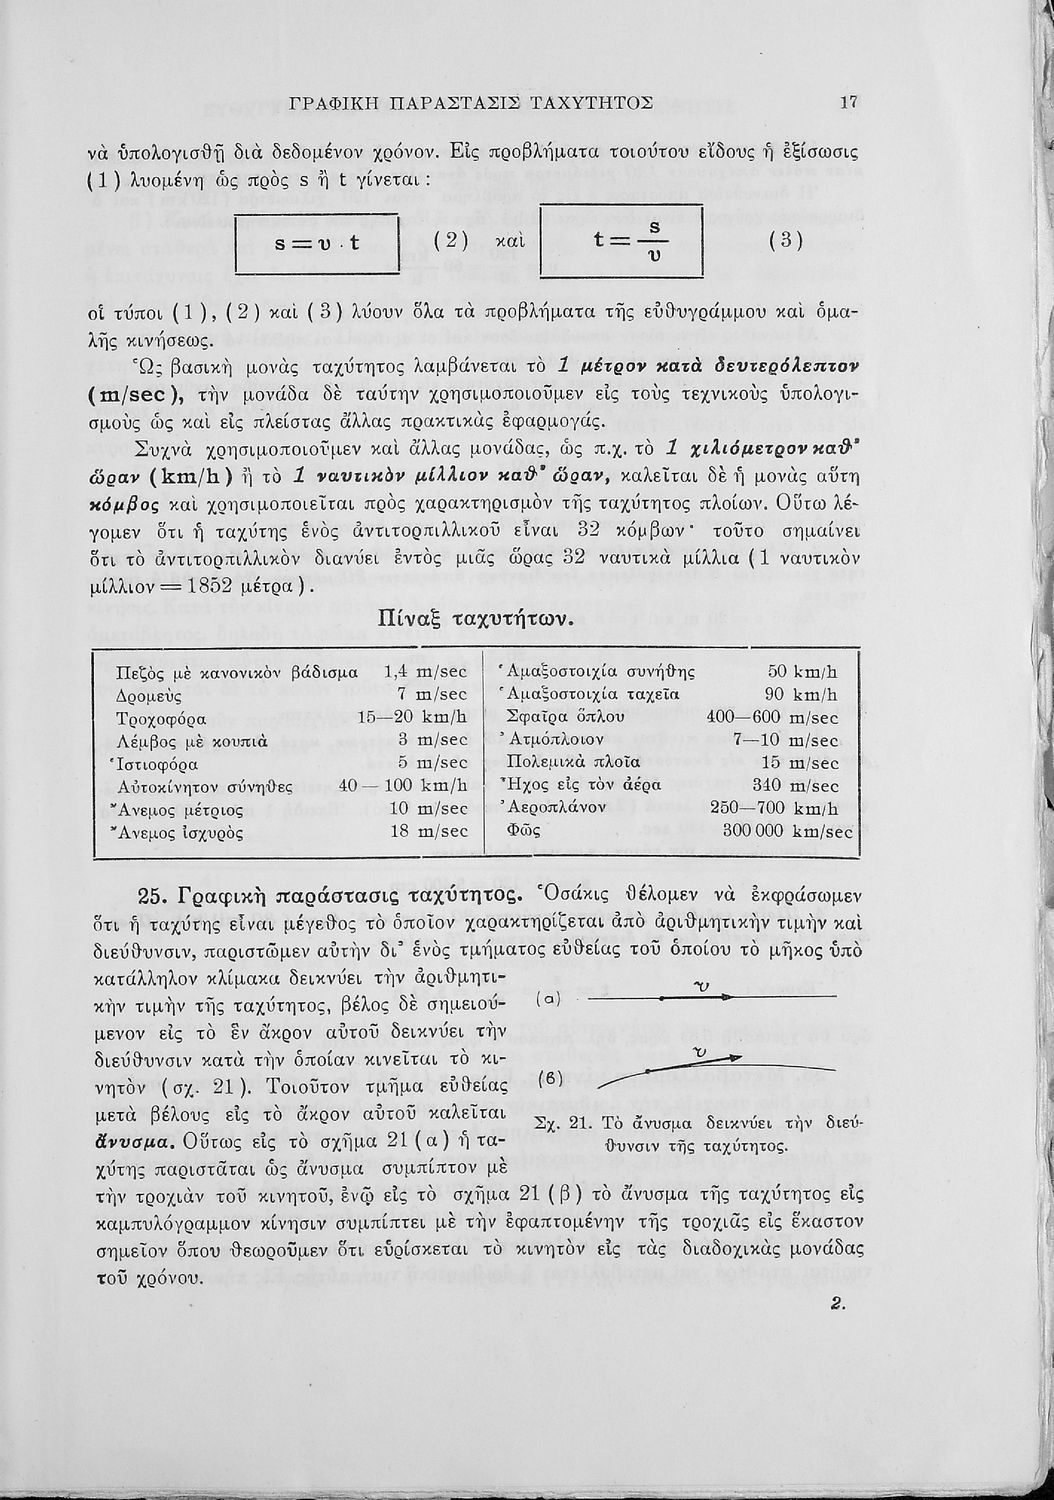 ΓΡΑΦΙΚΗ ΠΑΡΑΣΤΑΣΙΣ ΤΑΧΥΤΗΤΟΣ 17
νὰ ὑπολογισθῇ διὰ δεδομένον χρόνον. Εἰς προβλήματα τοιούτου εἴδους ἡ ἐξίσωσις
(1) λυομένη ὡς πρὸς s ἢ t γίνεται :
s = υ · t (2) καὶ t = s/υ (3)
οἱ τύποι (1), (2) καὶ (3) λύουν ὅλα τὰ προβλήματα τῆς εὐθυγράμμου καὶ ὁμα-
λῆς κινήσεως.
Ὡς βασικὴ μονὰς ταχύτητος λαμβάνεται τὸ 1 μέτρον κατὰ δευτερόλεπτον
(m/sec), τὴν μονάδα δὲ ταύτην χρησιμοποιοῦμεν εἰς τοὺς τεχνικοὺς ὑπολογι-
σμοὺς ὡς καὶ εἰς πλείστας ἄλλας πρακτικὰς ἐφαρμογάς.
Συχνὰ χρησιμοποιοῦμεν καὶ ἄλλας μονάδας, ὡς π.χ. τὸ 1 χιλιόμετρον καθ'
ὥραν (km/h) ἢ τὸ 1 ναυτικὸν μίλλιον καθ' ὥραν, καλεῖται δὲ ἡ μονὰς αὕτη
κόμβος καὶ χρησιμοποιεῖται πρὸς χαρακτηρισμὸν τῆς ταχύτητος πλοίων. Οὕτω λέ-
γομεν ὅτι ἡ ταχύτης ἑνὸς ἀντιτορπιλλικοῦ εἶναι 32 κόμβων· τοῦτο σημαίνει
ὅτι τὸ ἀντιτορπιλλικὸν διανύει ἐντὸς μιᾶς ὥρας 32 ναυτικὰ μίλλια (1 ναυτικὸν
μίλλιον = 1852 μέτρα).
Πίναξ ταχυτήτων.
Πεζὸς μὲ κανονικὸν βάδισμα 1,4 m/sec
Δρομεὺς 7 m/sec
Τροχοφόρα 15—20 km/h
Λέμβος μὲ κουπιὰ 3 m/sec
Ἱστιοφόρα 5 m/sec
Αὐτοκίνητον σύνηθες 40 — 100 km/h
Ἄνεμος μέτριος 10 m/sec
Ἄνεμος ἰσχυρὸς 18 m/sec
Ἁμαξοστοιχία συνήθης 50 km/h
Ἁμαξοστοιχία ταχεῖα 90 km/h
Σφαῖρα ὅπλου 400—600 m/sec
Ἀτμόπλοιον 7—10 m/sec
Πολεμικὰ πλοῖα 15 m/sec
Ἦχος εἰς τὸν ἀέρα 340 m/sec
Ἀεροπλάνον 250—700 km/h
Φῶς 300 000 km/sec
25. Γραφικὴ παράστασις ταχύτητος. Ὁσάκις θέλομεν νὰ ἐκφράσωμεν
ὅτι ἡ ταχύτης εἶναι μέγεθος τὸ ὁποῖον χαρακτηρίζεται ἀπὸ ἀριθμητικὴν τιμὴν καὶ
διεύθυνσιν, παριστῶμεν αὐτὴν δι' ἑνὸς τμήματος εὐθείας τοῦ ὁποίου τὸ μῆκος ὑπὸ
κατάλληλον κλίμακα δεικνύει τὴν ἀριθμητι-
κὴν τιμὴν τῆς ταχύτητος, βέλος δὲ σημειού-
μενον εἰς τὸ ἓν ἄκρον αὐτοῦ δεικνύει τὴν
διεύθυνσιν κατὰ τὴν ὁποίαν κινεῖται τὸ κι-
νητὸν (σχ. 21). Τοιοῦτον τμῆμα εὐθείας
μετὰ βέλους εἰς τὸ ἄκρον αὐτοῦ καλεῖται
ἄνυσμα. Οὕτως εἰς τὸ σχῆμα 21 (α) ἡ τα-
χύτης παριστᾶται ὡς ἄνυσμα συμπίπτον μὲ
(α) υ
(β) υ
Σχ. 21. Τὸ ἄνυσμα δεικνύει τὴν διεύ-
θυνσιν τῆς ταχύτητος.
τὴν τροχιὰν τοῦ κινητοῦ, ἐνῷ εἰς τὸ σχῆμα 21 (β) τὸ ἄνυσμα τῆς ταχύτητος εἰς
καμπυλόγραμμον κίνησιν συμπίπτει μὲ τὴν ἐφαπτομένην τῆς τροχιᾶς εἰς ἕκαστον
σημεῖον ὅπου θεωροῦμεν ὅτι εὑρίσκεται τὸ κινητὸν εἰς τὰς διαδοχικὰς μονάδας
τοῦ χρόνου.
2.